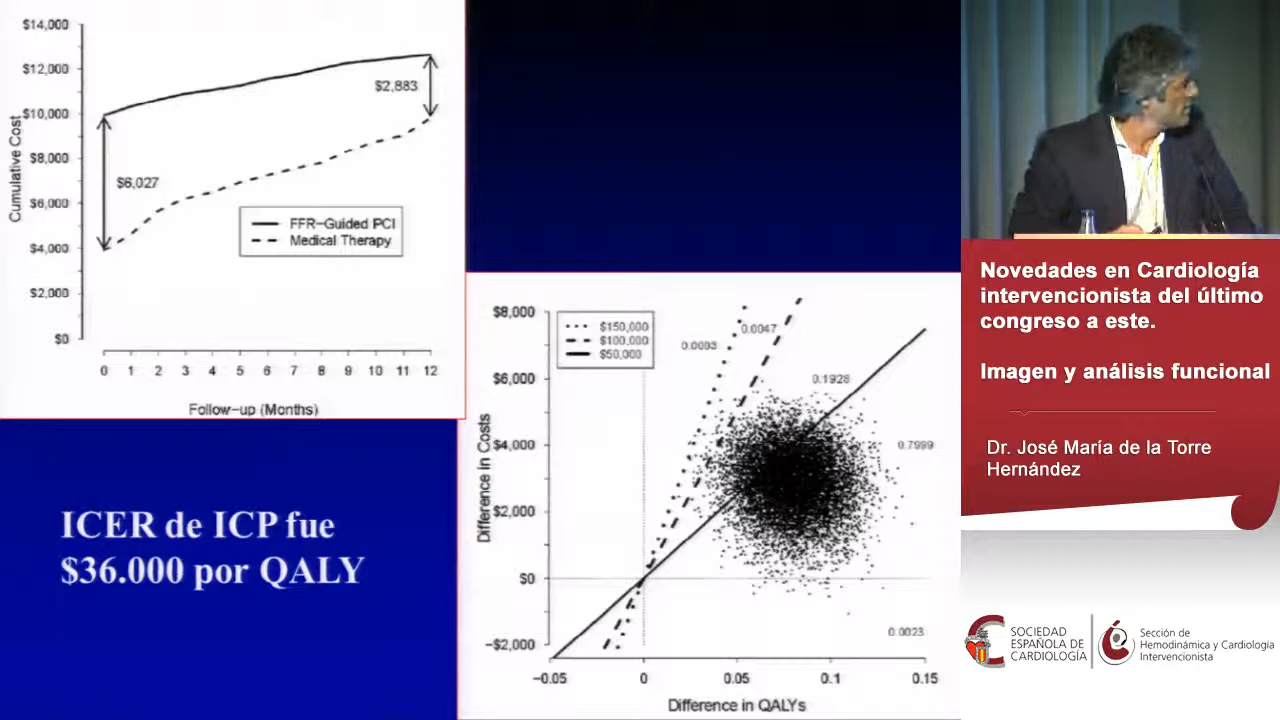 $14,000
$12,000
$10,000
$8,000
$6,000
$4,000
$2,000
$0
Cumulative Cost
$6,027
$2,883
FFR-Guided PCI
Medical Therapy
0 1 2 3 4 5 6 7 8 9 10 11 12
Follow-up (Months)
ICER de ICP fue
$36.000 por QALY
$8,000
$6,000
$4,000
$2,000
$0
-$2,000
Difference in Costs
$150,000
$100,000
$50,000
0.0093
0.0047
0.1928
0.7999
0.0023
-0.05 0 0.05 0.1 0.15
Difference in QALYs
Novedades en Cardiología
intervencionista del último
congreso a este.
Imagen y análisis funcional
Dr. José María de la Torre
Hernández
SOCIEDAD
ESPAÑOLA DE
CARDIOLOGÍA
Sección de
Hemodinámica y Cardiología
Intervencionista